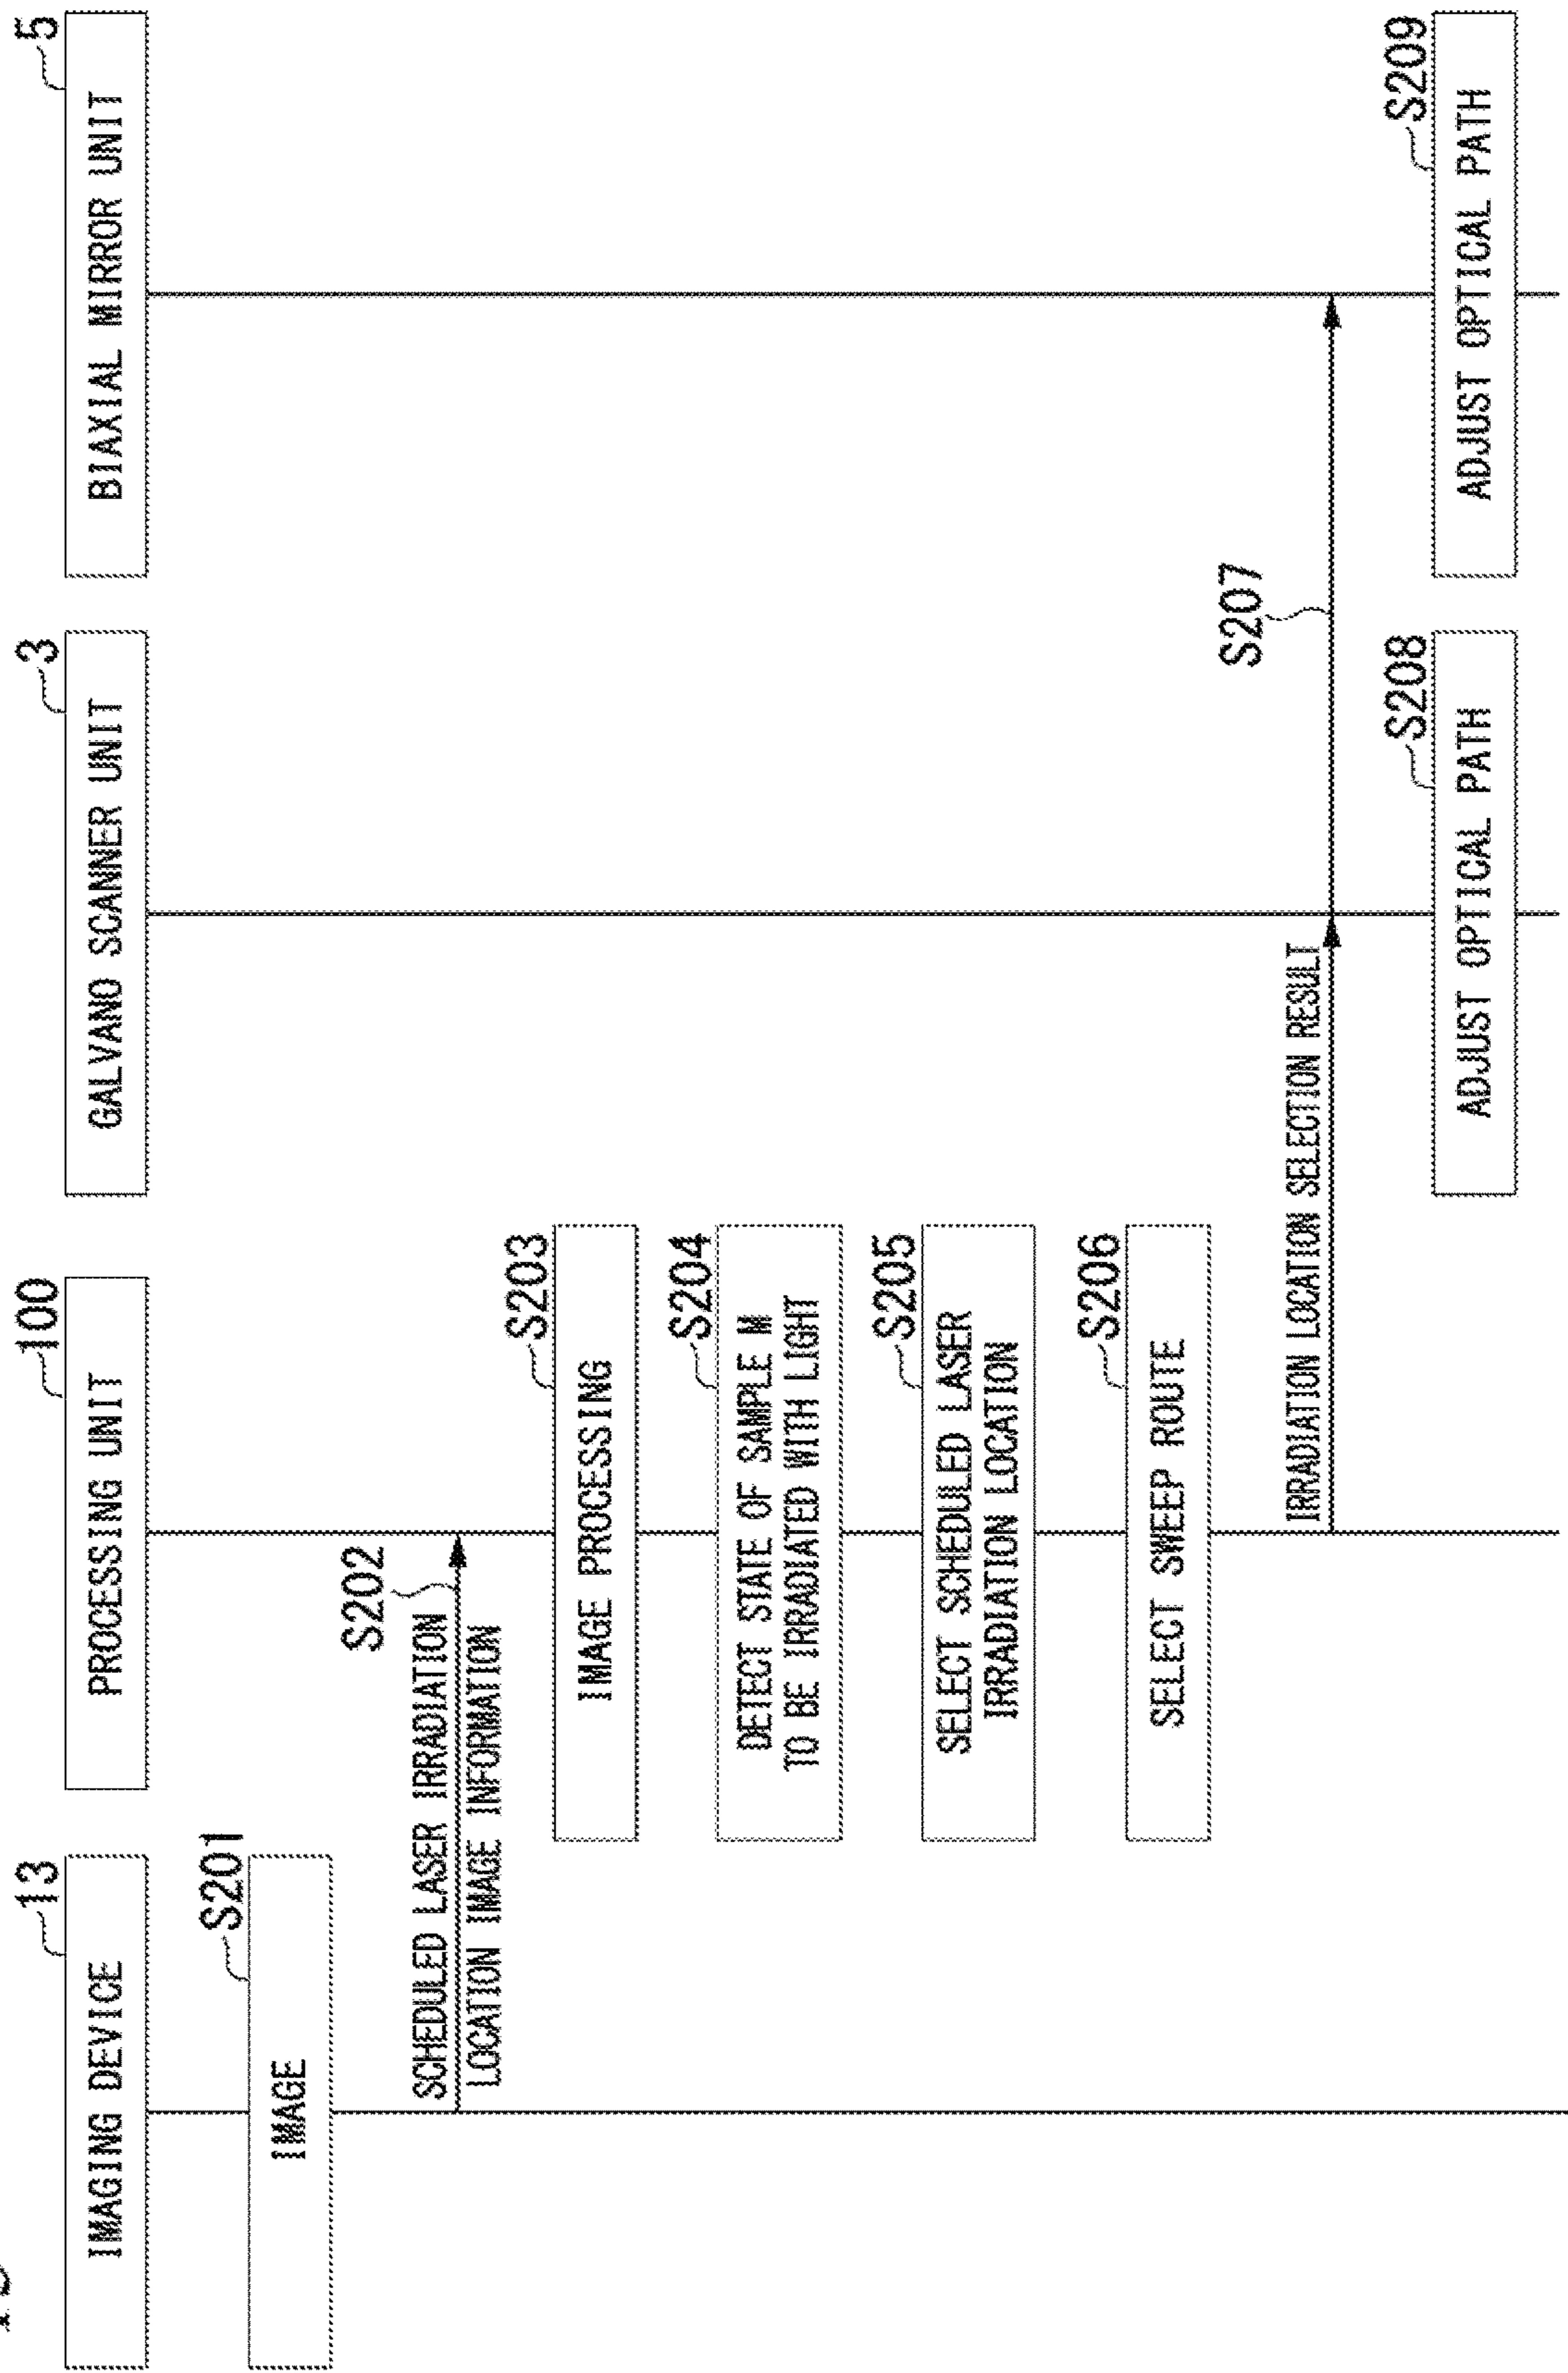 IMAGING DEVICE
13
PROCESSING UNIT
100
GALVANO SCANNER UNIT
3
BIAXIAL MIRROR UNIT
5
S201
IMAGE
S202
SCHEDULED LASER IRRADIATION
LOCATION IMAGE INFORMATION
S203
IMAGE PROCESSING
S204
DETECT STATE OF SAMPLE M
TO BE IRRADIATED WITH LIGHT
S205
SELECT SCHEDULED LASER
IRRADIATION LOCATION
S206
SELECT SWEEP ROUTE
S207
IRRADIATION LOCATION SELECTION RESULT
S208
ADJUST OPTICAL PATH
S209
ADJUST OPTICAL PATH